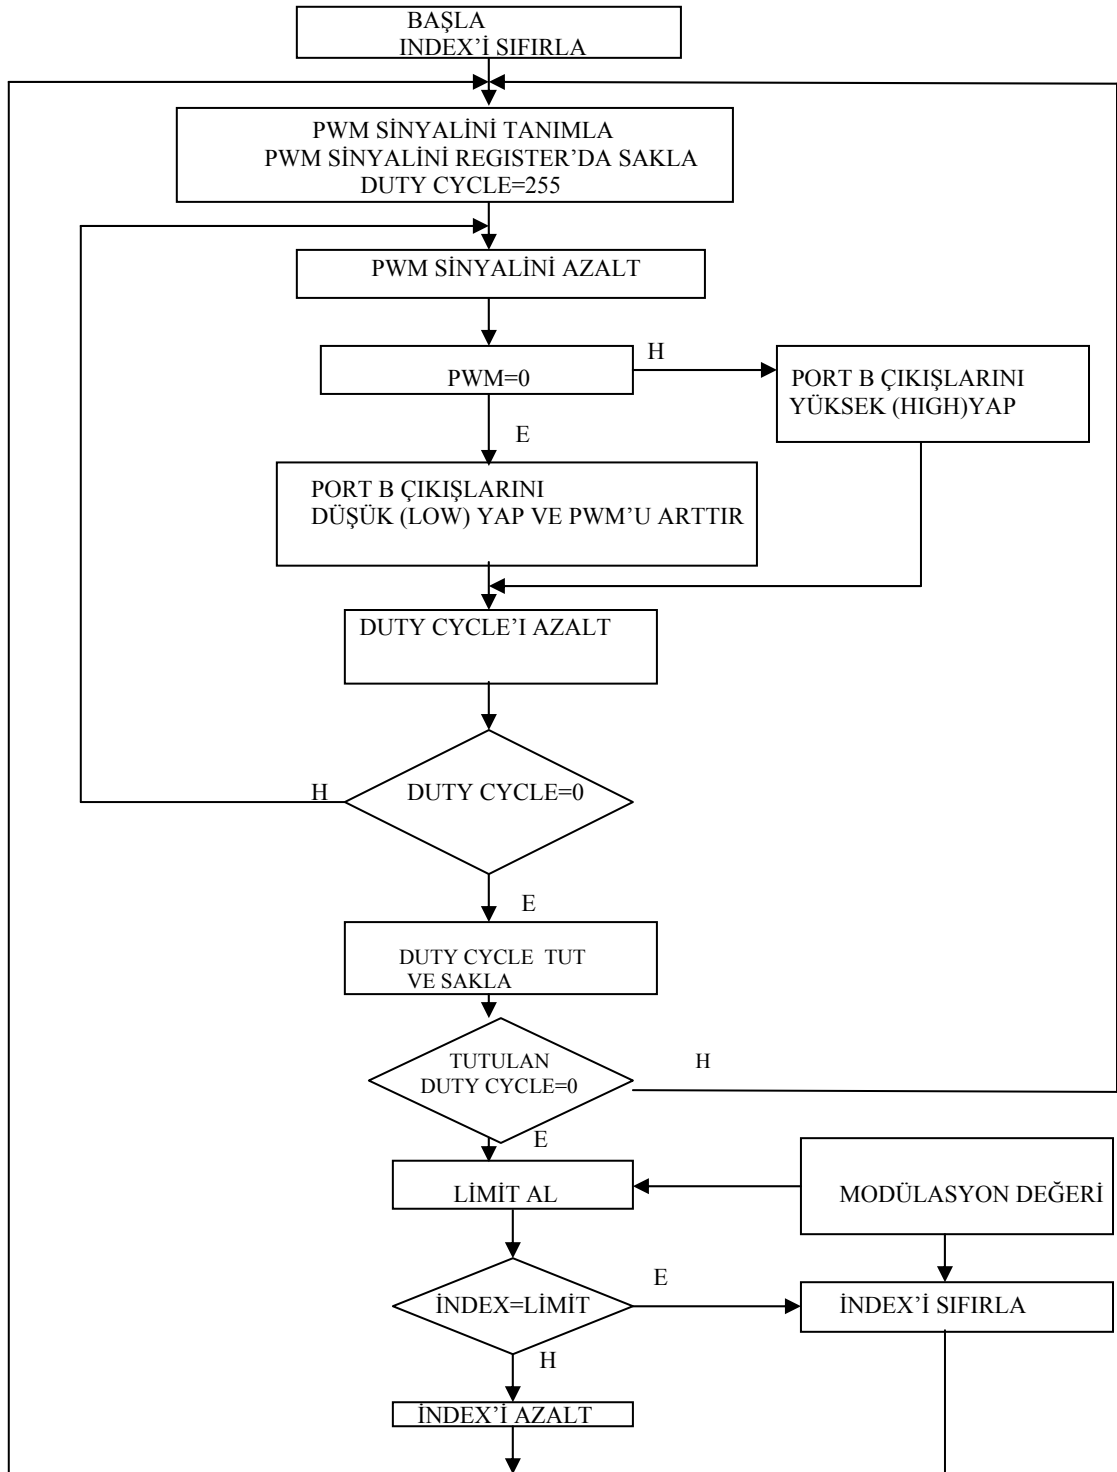 BAŞLA
INDEX’İ SIFIRLA
PWM SİNYALİNİ TANIMLA
PWM SİNYALİNİ REGISTER’DA SAKLA
DUTY CYCLE=255
PWM SİNYALİNİ AZALT
PWM=0
H
PORT B ÇIKIŞLARINI
YÜKSEK (HIGH)YAP
E
PORT B ÇIKIŞLARINI
DÜŞÜK (LOW) YAP VE PWM’U ARTTIR
DUTY CYCLE’I AZALT
H
DUTY CYCLE=0
E
DUTY CYCLE TUT
VE SAKLA
TUTULAN
DUTY CYCLE=0
H
E
LİMİT AL
MODÜLASYON DEĞERİ
İNDEX=LİMİT
E
İNDEX’İ SIFIRLA
H
İNDEX’İ AZALT